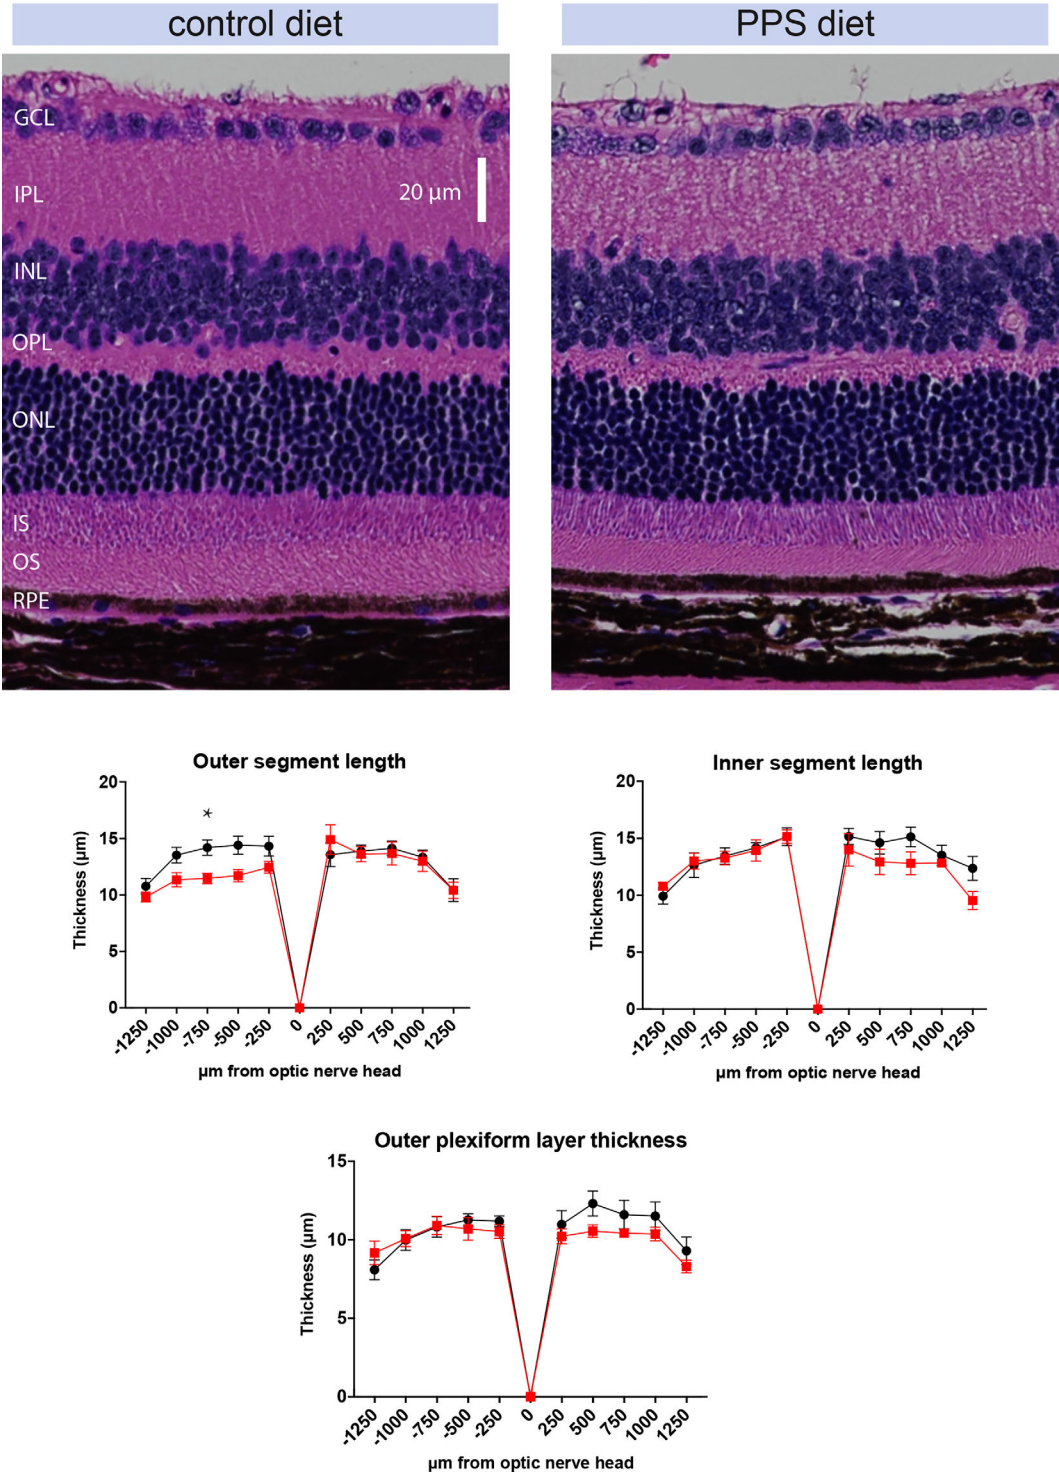 control diet
PPS diet
GCL
IPL
20 µm
INL
OPL
ONL
IS
OS
RPE
Outer segment length
Thickness (µm)
20
15
10
5
0
*
-1250 -1000 -750 -500 -250 0 250 500 750 1000 1250
µm from optic nerve head
Inner segment length
Thickness (µm)
20
15
10
5
0
-1250 -1000 -750 -500 -250 0 250 500 750 1000 1250
µm from optic nerve head
Outer plexiform layer thickness
Thickness (µm)
15
10
5
0
-1250 -1000 -750 -500 -250 0 250 500 750 1000 1250
µm from optic nerve head